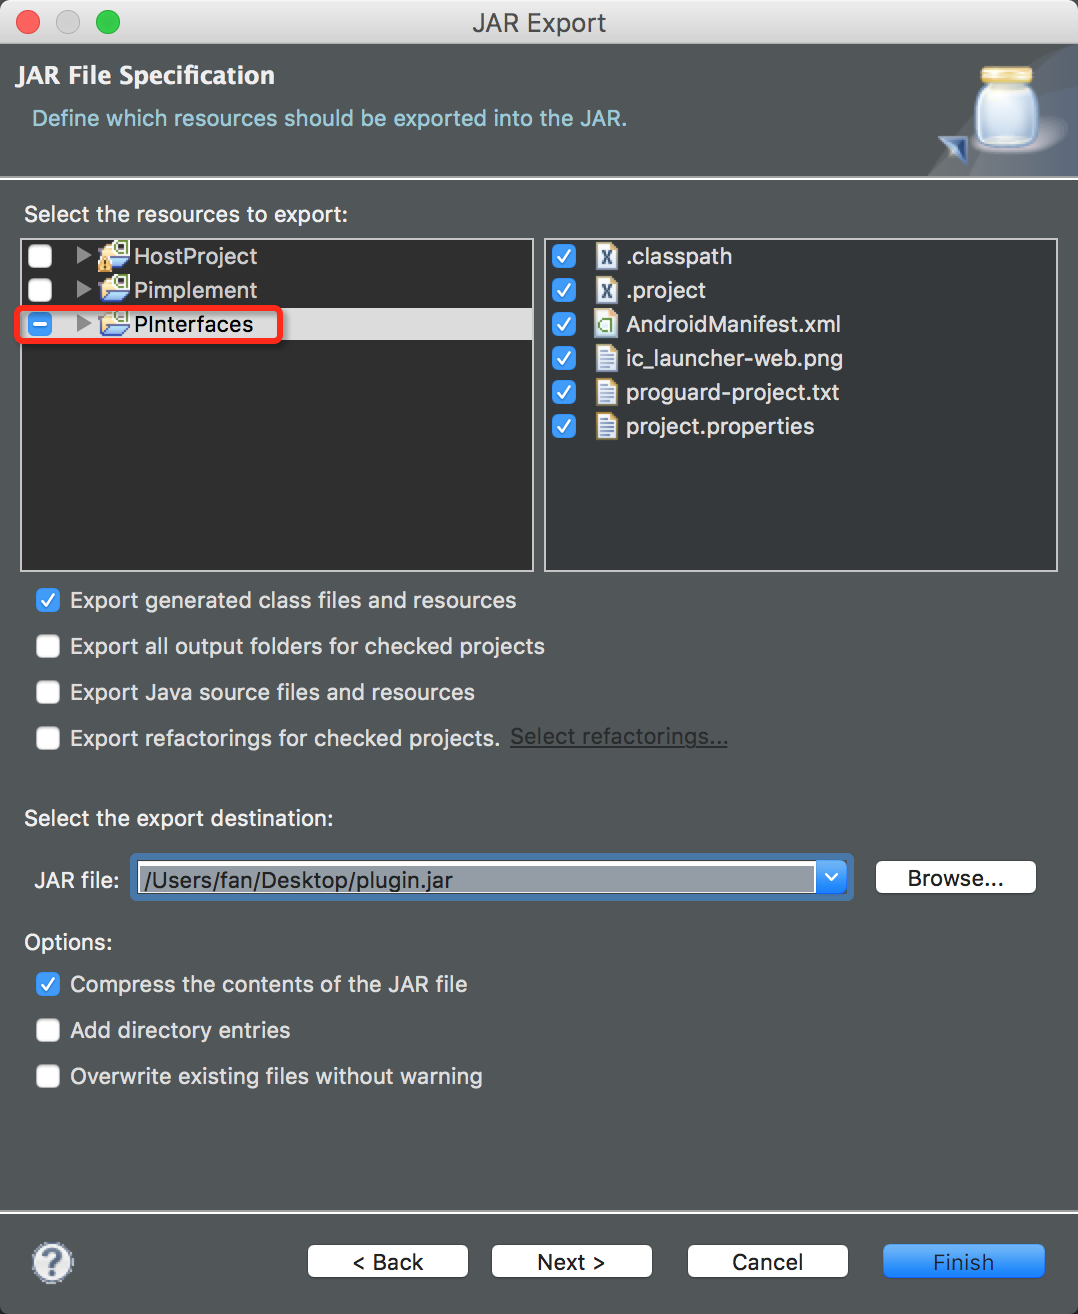 JAR Export
JAR File Specification
Define which resources should be exported into the JAR.
Select the resources to export:
HostProject
Pimplement
PInterfaces
.classpath
.project
AndroidManifest.xml
ic_launcher-web.png
proguard-project.txt
project.properties
Export generated class files and resources
Export all output folders for checked projects
Export Java source files and resources
Export refactorings for checked projects. Select refactorings...
Select the export destination:
JAR file: /Users/fan/Desktop/plugin.jar Browse...
Options:
Compress the contents of the JAR file
Add directory entries
Overwrite existing files without warning
? < Back Next > Cancel Finish